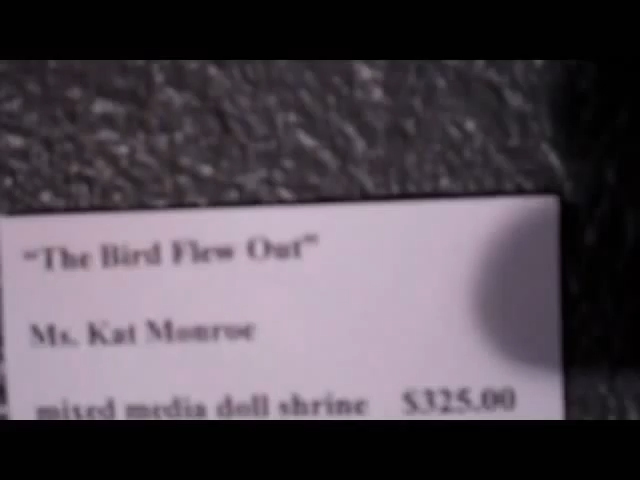 “The Bird Flew Out”
Ms. Kat Monroe
mixed media doll shrine $325.00